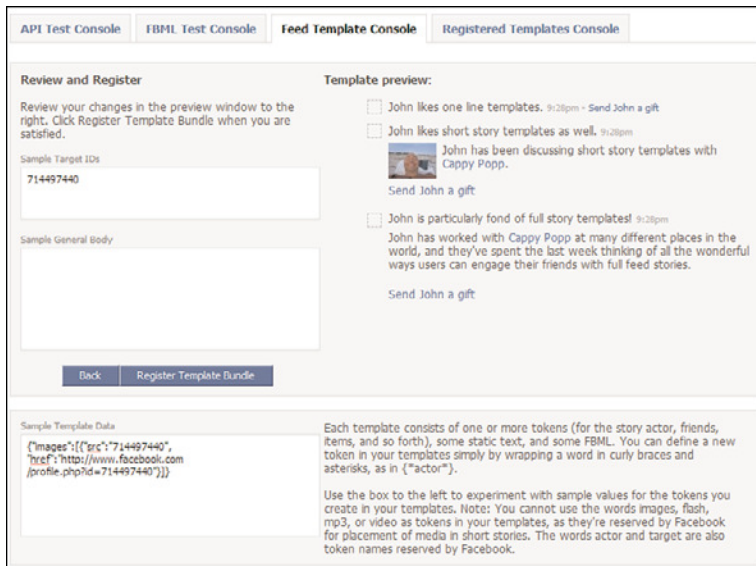 API Test Console
FBML Test Console
Feed Template Console
Registered Templates Console
Review and Register
Review your changes in the preview window to the
right. Click Register Template Bundle when you are
satisfied.
Sample Target IDs
714497440
Sample General Body
Back
Register Template Bundle
Template preview:
John likes one line templates. 9:28pm - Send John a gift
John likes short story templates as well. 9:28pm
John has been discussing short story templates with
Cappy Popp.
Send John a gift
John is particularly fond of full story templates! 9:28pm
John has worked with Cappy Popp at many different places in the
world, and they've spent the last week thinking of all the wonderful
ways users can engage their friends with full feed stories.
Send John a gift
Sample Template Data
{"images":[{"src":"714497440",
"href":"http://www.facebook.com
/profile.php?id=714497440"}]}
Each template consists of one or more tokens (for the story actor, friends,
items, and so forth), some static text, and some FBML. You can define a new
token in your templates simply by wrapping a word in curly braces and
asterisks, as in {*actor*}.
Use the box to the left to experiment with sample values for the tokens you
create in your templates. Note: You cannot use the words images, flash,
mp3, or video as tokens in your templates, as they're reserved by Facebook
for placement of media in short stories. The words actor and target are also
token names reserved by Facebook.